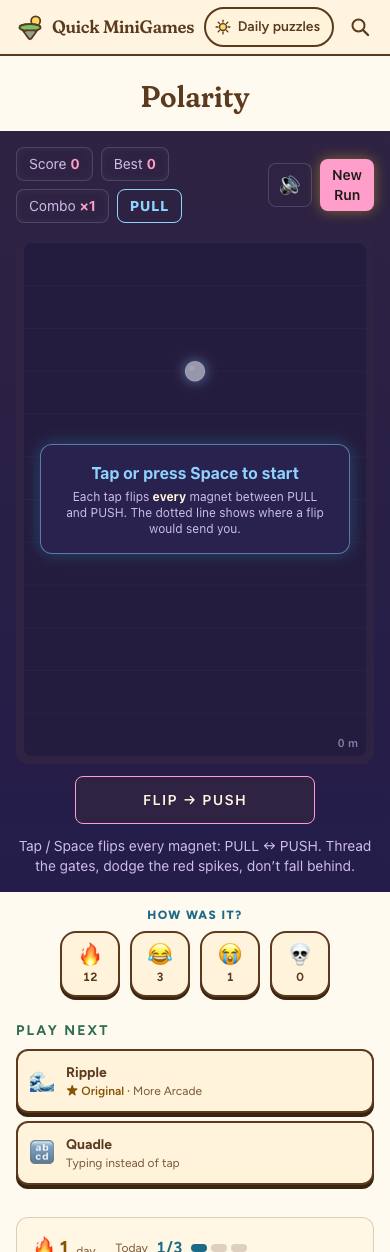 Quick MiniGames
Daily puzzles
Polarity
Score 0
Best 0
Combo ×1
PULL
New
Run
Tap or press Space to start
Each tap flips every magnet between PULL
and PUSH. The dotted line shows where a flip
would send you.
0 m
FLIP → PUSH
Tap / Space flips every magnet: PULL ↔ PUSH. Thread
the gates, dodge the red spikes, don’t fall behind.
HOW WAS IT?
12
3
1
0
PLAY NEXT
Ripple
★ Original · More Arcade
abcd
Quadle
Typing instead of tap
1 day
Today 1/3